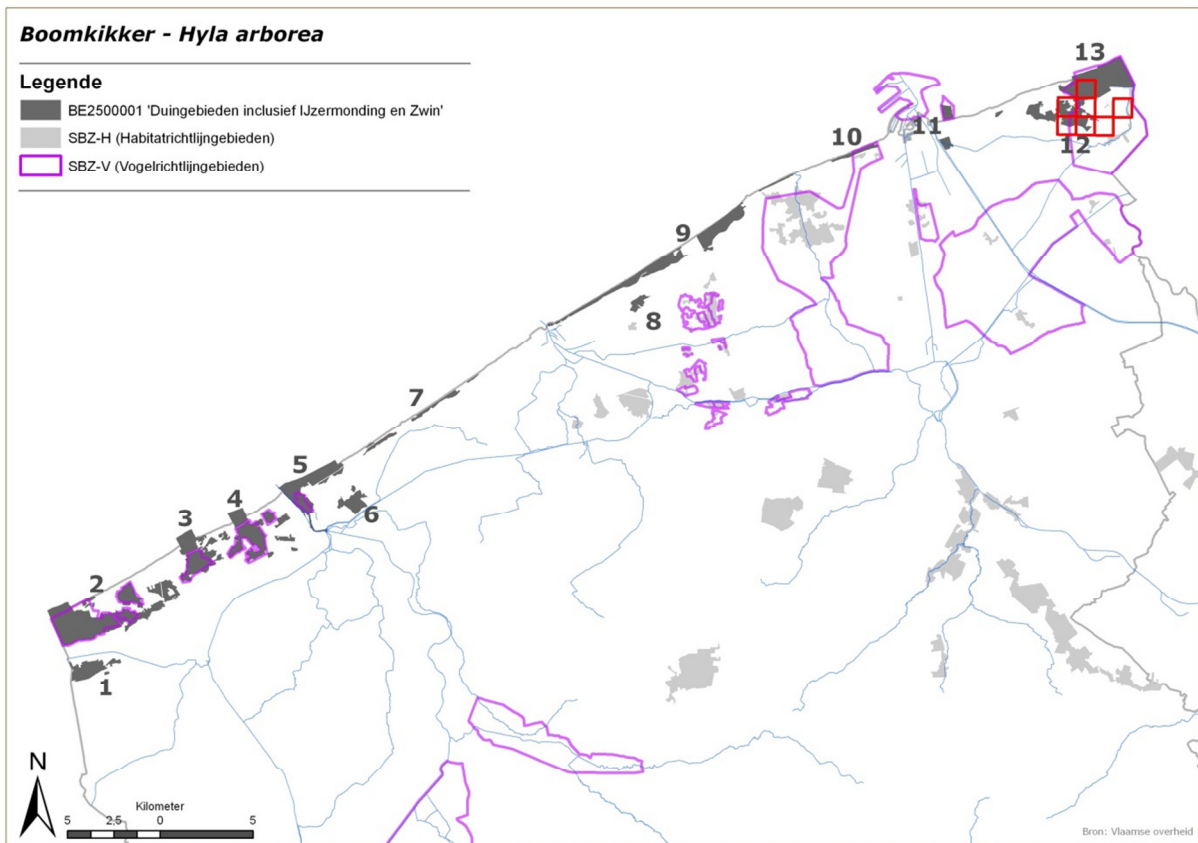 Boomkikker - Hyla arborea
Legende
BE2500001 'Duingebieden inclusief IJzermonding en Zwin'
SBZ-H (Habitatrichtlijngebieden)
SBZ-V (Vogelrichtlijngebieden)
13
12
11
10
9
8
7
5
6
4
3
2
1
N
Kilometer
5 2,5 0 5
Bron: Vlaamse overheid